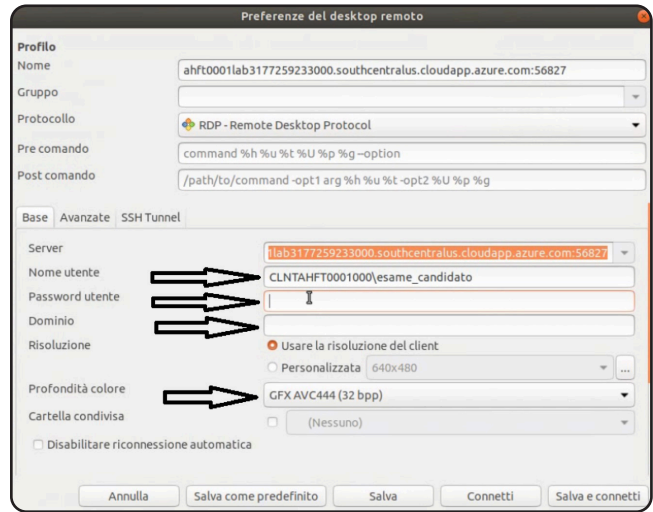 Preferenze del desktop remoto
Profilo
Nome ahft0001lab3177259233000.southcentralus.cloudapp.azure.com:56827
Gruppo
Protocollo RDP - Remote Desktop Protocol
Pre comando command %h %u %t %U %p %g --option
Post comando /path/to/command -opt1 arg %h %u %t -opt2 %U %p %g
Base Avanzate SSH Tunnel
Server 1lab3177259233000.southcentralus.cloudapp.azure.com:56827
Nome utente CLNTAHFT0001000\esame_candidato
Password utente
Dominio
Risoluzione Usare la risoluzione del client
Personalizzata 640x480 ...
Profondità colore GFX AVC444 (32 bpp)
Cartella condivisa (Nessuno)
Disabilitare riconnessione automatica
Annulla Salva come predefinito Salva Connetti Salva e connetti